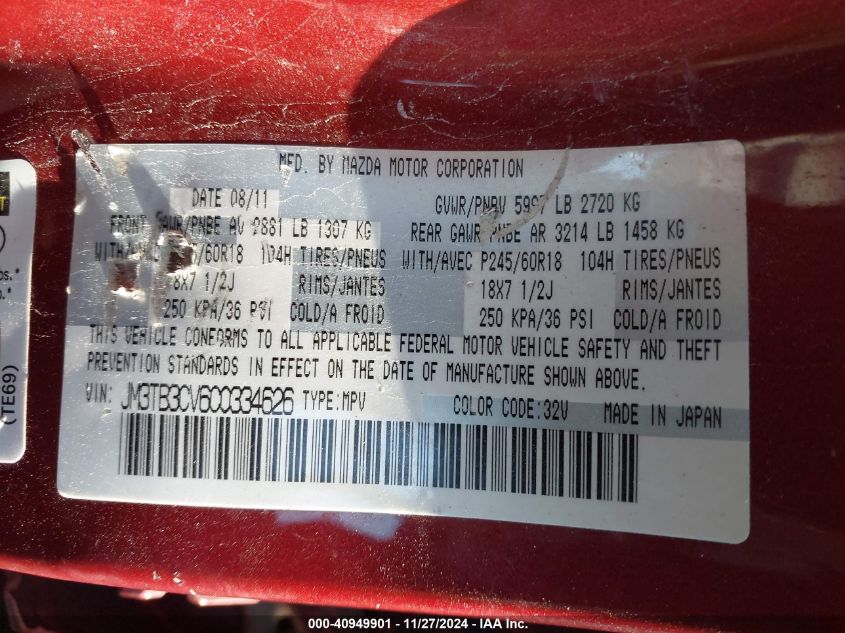 MFD. BY MAZDA MOTOR CORPORATION
DATE 08/11 GVWR/PNBV LB 2720 KG
FRONT GAWR/PNBE AV 2881 LB 1307 KG REAR GAWR/PNBE AR 3214 LB 1458 KG
WITH/AVEC /60R18 104H TIRES/PNEUS WITH/AVEC P245/60R18 104H TIRES/PNEUS
18X7 1/2J RIMS/JANTES 18X7 1/2J RIMS/JANTES
250 KPA/36 PSI COLD/A FROID 250 KPA/36 PSI COLD/A FROID
THIS VEHICLE CONFORMS TO ALL APPLICABLE FEDERAL MOTOR VEHICLE SAFETY AND THEFT
PREVENTION STANDARDS IN EFFECT ON THE DATE OF MANUFACTURE SHOWN ABOVE.
VIN: JM3TB3CV6C0334626 TYPE:MPV COLOR CODE:32V MADE IN JAPAN
(TE69)
000-40949901 - 11/27/2024 - IAA Inc.